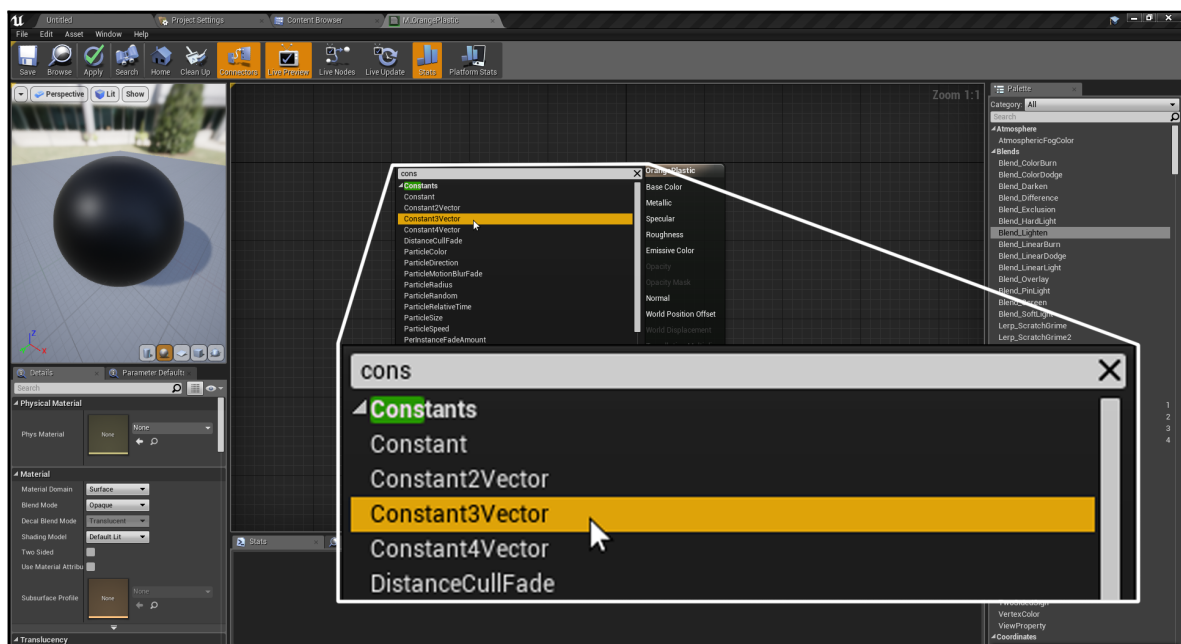 Untitled
Project Settings
Content Browser
M_OrangePlastic
File Edit Asset Window Help
Save Browse Apply Search Home Clean Up Connectors Live Preview Live Nodes Live Update Stats Platform Stats
Perspective Lit Show
Zoom 1:1
Palette
Category: All
Search
Atmosphere
AtmosphericFogColor
Blends
Blend_ColorBurn
Blend_ColorDodge
Blend_Darken
Blend_Difference
Blend_Exclusion
Blend_HardLight
Blend_Lighten
Blend_LinearBurn
Blend_LinearDodge
Blend_LinearLight
Blend_Overlay
Blend_PinLight
Blend_Screen
Blend_SoftLight
Lerp_ScratchGrime
Lerp_ScratchGrime2
cons
Constants
Constant
Constant2Vector
Constant3Vector
Constant4Vector
DistanceCullFade
ParticleColor
ParticleDirection
ParticleMotionBlurFade
ParticleRadius
ParticleRandom
ParticleRelativeTime
ParticleSize
ParticleSpeed
PerInstanceFadeAmount
OrangePlastic
Base Color
Metallic
Specular
Roughness
Emissive Color
Opacity
Opacity Mask
Normal
World Position Offset
World Displacement
cons
Constants
Constant
Constant2Vector
Constant3Vector
Constant4Vector
DistanceCullFade
1
2
3
4
VertexColor
ViewProperty
Coordinates
Z
X
Details
Parameter Defaults
Search
Physical Material
Phys Material None None
Material
Material Domain Surface
Blend Mode Opaque
Decal Blend Mode Translucent
Shading Model Default Lit
Two Sided
Use Material Attribu
Subsurface Profile None None
Translucency
Stats